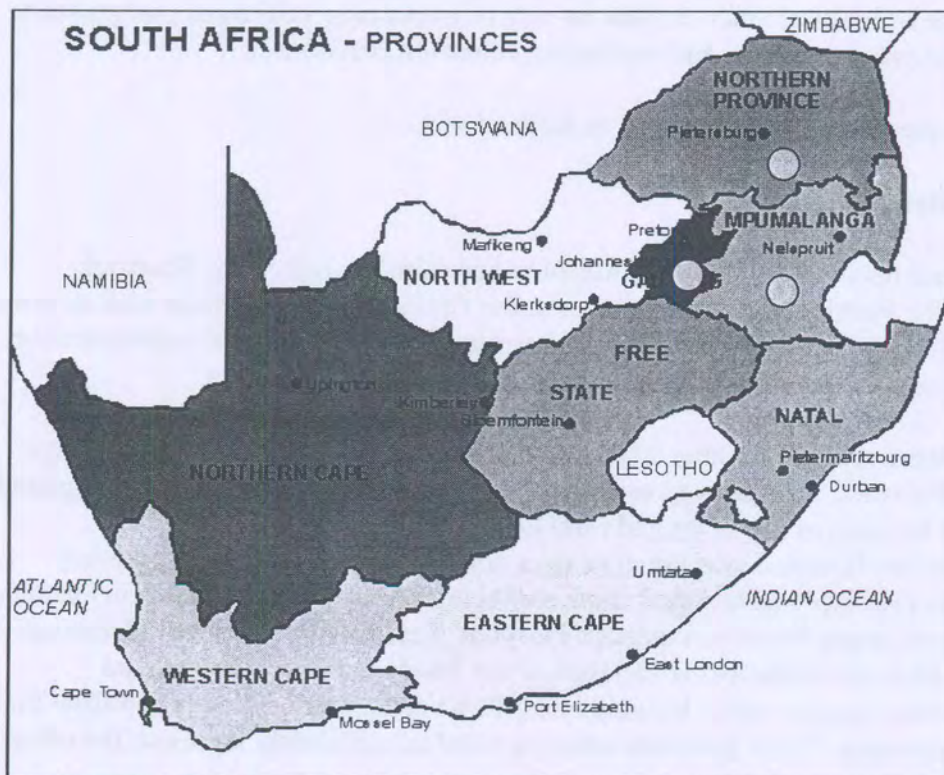 SOUTH AFRICA - PROVINCES
ZIMBABWE
NORTHERN
PROVINCE
Pietersburg
BOTSWANA
MPUMALANGA
Nelspruit
Mafikeng
NORTH WEST
Klerksdorp
NAMIBIA
FREE
STATE
Upington
Kimberley
Bloemfontein
NATAL
LESOTHO
Pietermaritzburg
Durban
NORTHERN CAPE
Umtata
ATLANTIC
OCEAN
INDIAN OCEAN
EASTERN CAPE
WESTERN CAPE
East London
Cape Town
Port Elizabeth
Mossel Bay